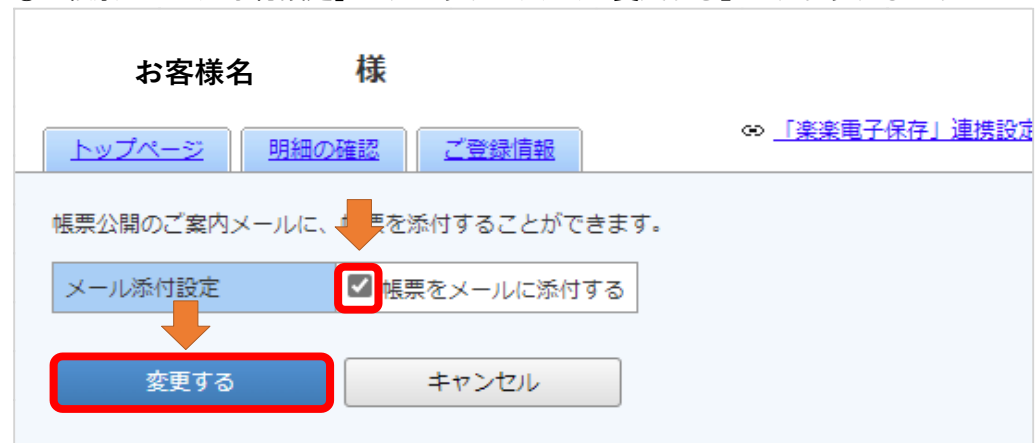 お客様名 様
トップページ 明細の確認 ご登録情報 「楽楽電子保存」連携設定
帳票公開のご案内メールに、帳票を添付することができます。
メール添付設定 帳票をメールに添付する
変更する キャンセル